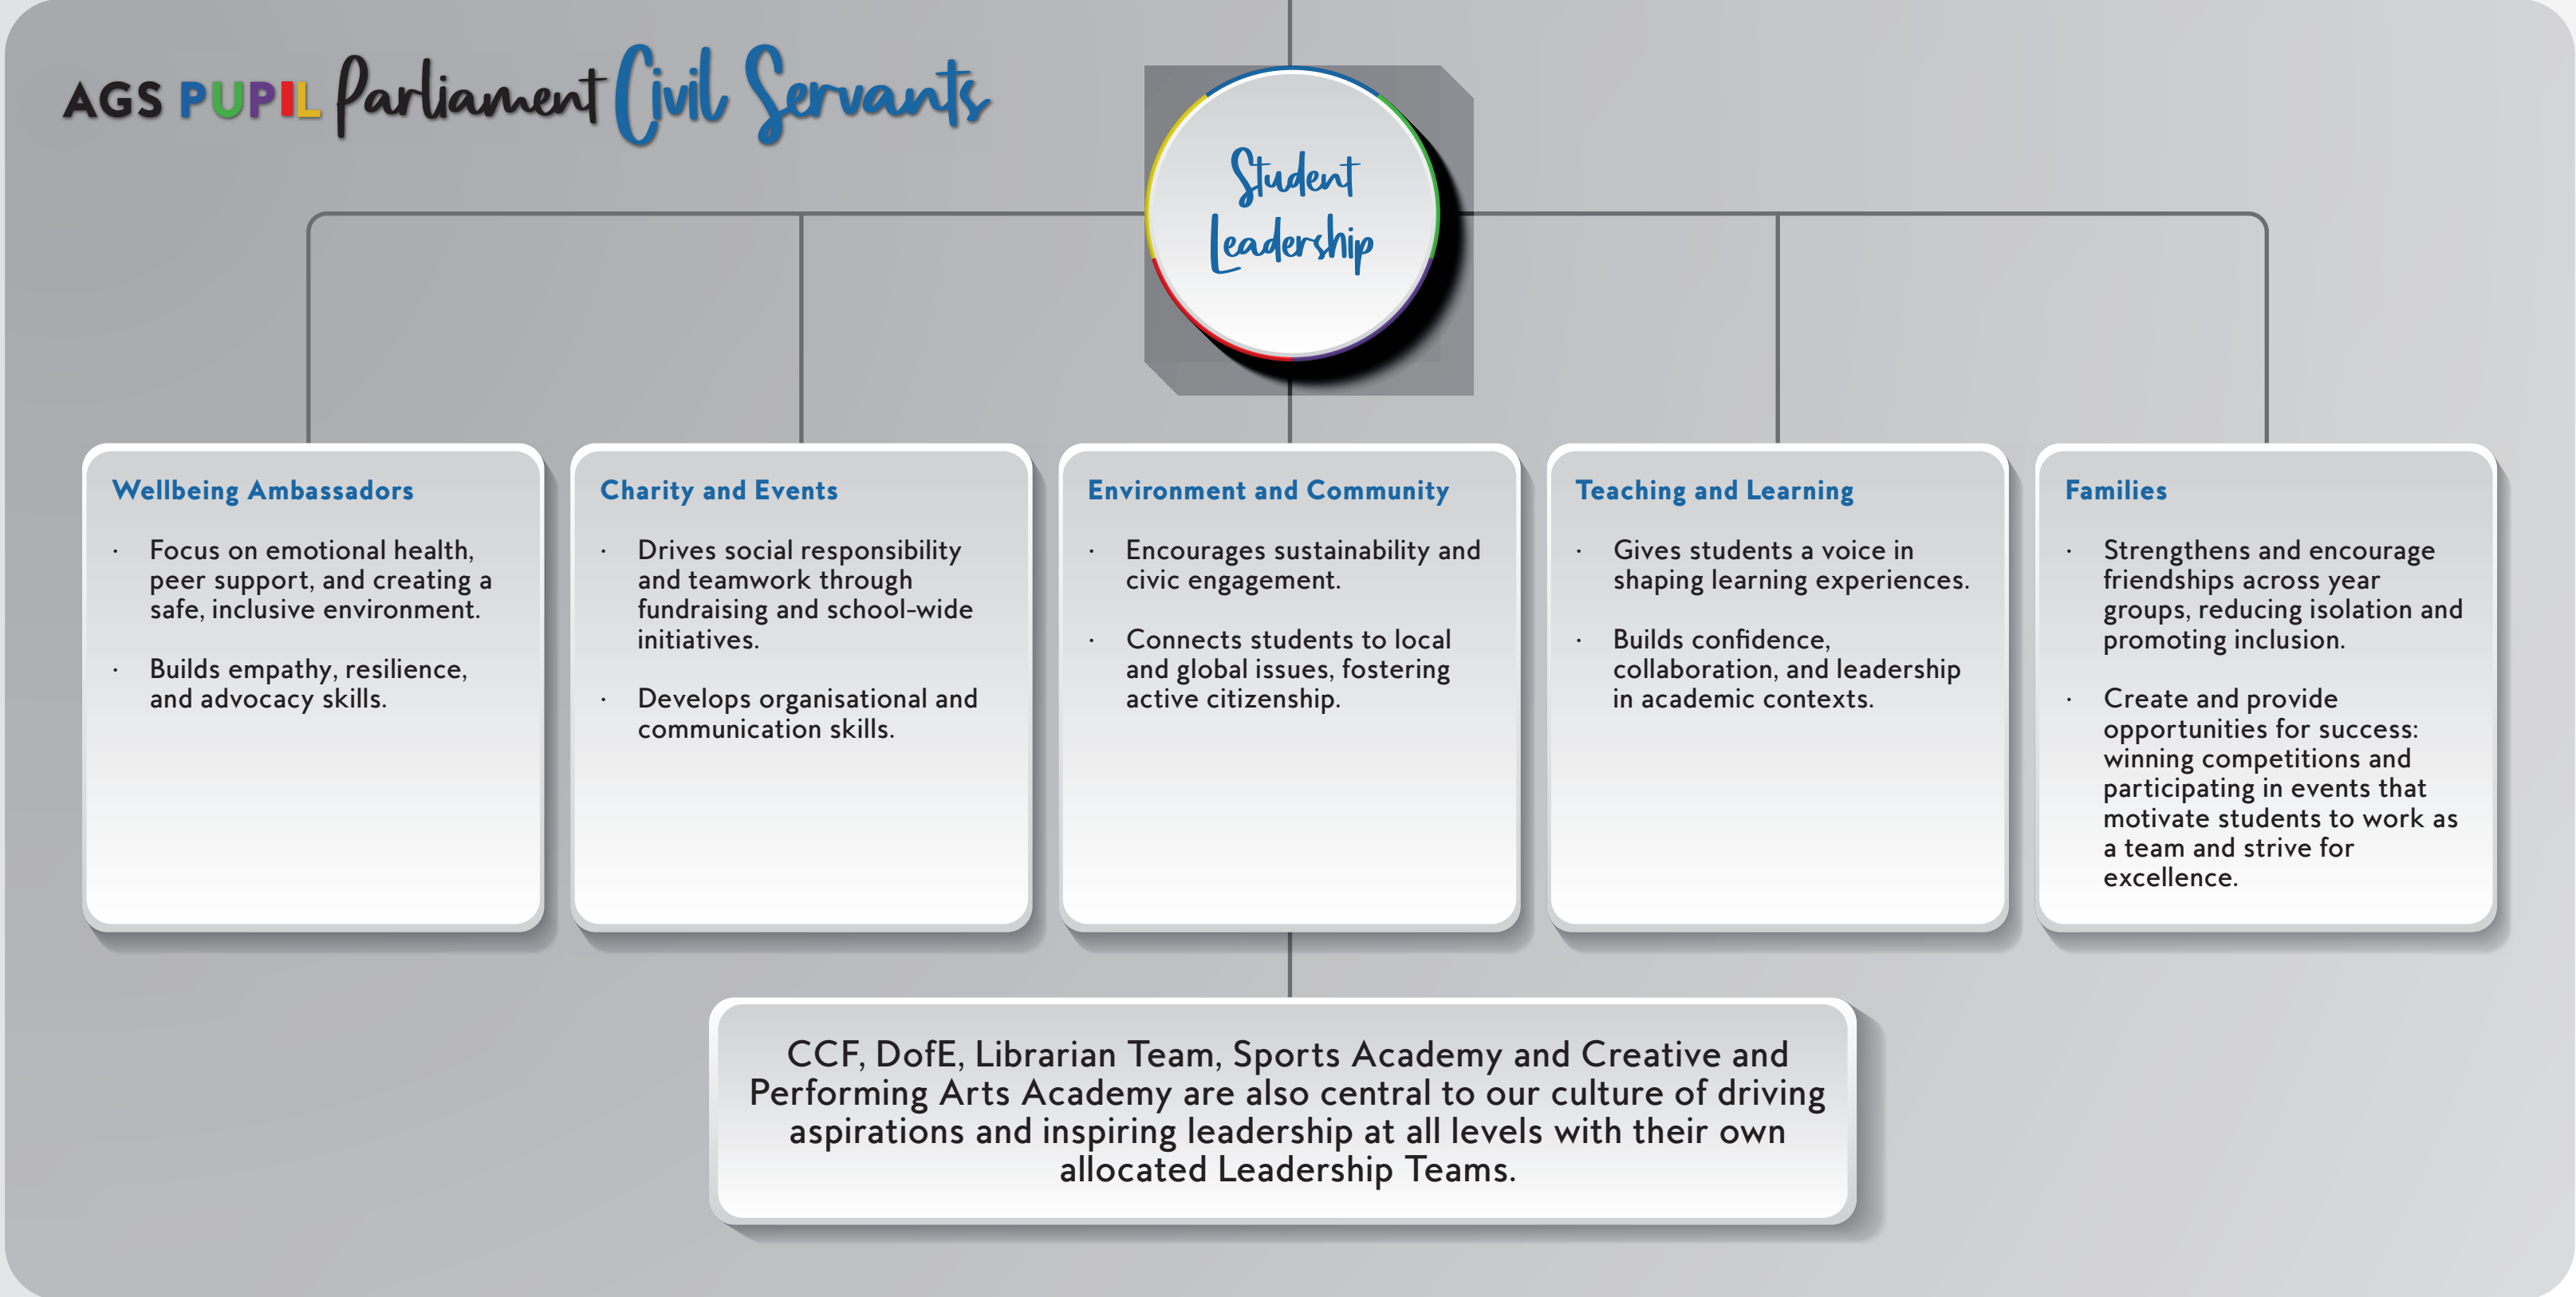 AGS PUPIL Parliament Civil Servants
Student
Leadership
Wellbeing Ambassadors
· Focus on emotional health,
peer support, and creating a
safe, inclusive environment.
· Builds empathy, resilience,
and advocacy skills.
Charity and Events
· Drives social responsibility
and teamwork through
fundraising and school-wide
initiatives.
· Develops organisational and
communication skills.
Environment and Community
· Encourages sustainability and
civic engagement.
· Connects students to local
and global issues, fostering
active citizenship.
Teaching and Learning
· Gives students a voice in
shaping learning experiences.
· Builds confidence,
collaboration, and leadership
in academic contexts.
Families
· Strengthens and encourage
friendships across year
groups, reducing isolation and
promoting inclusion.
· Create and provide
opportunities for success:
winning competitions and
participating in events that
motivate students to work as
a team and strive for
excellence.
CCF, DofE, Librarian Team, Sports Academy and Creative and
Performing Arts Academy are also central to our culture of driving
aspirations and inspiring leadership at all levels with their own
allocated Leadership Teams.